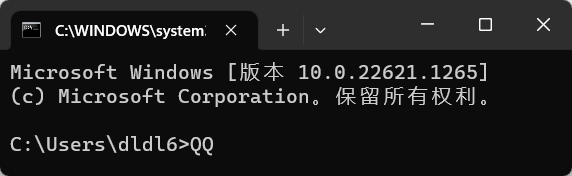 C:\WINDOWS\system
Microsoft Windows [版本 10.0.22621.1265]
(c) Microsoft Corporation。保留所有权利。
C:\Users\dldl6>QQ